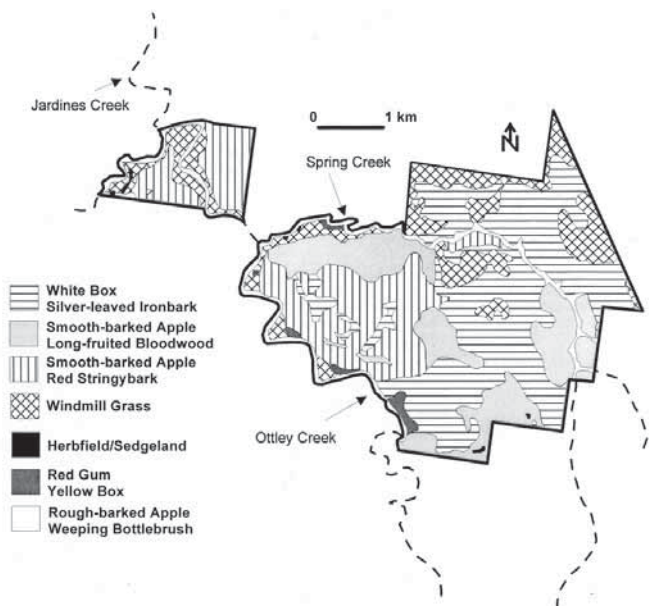 Jardines Creek
0 1 km
N
Spring Creek
White Box
Silver-leaved Ironbark
Smooth-barked Apple
Long-fruited Bloodwood
Smooth-barked Apple
Red Stringybark
Windmill Grass
Herbfield/Sedgeland
Ottley Creek
Red Gum
Yellow Box
Rough-barked Apple
Weeping Bottlebrush